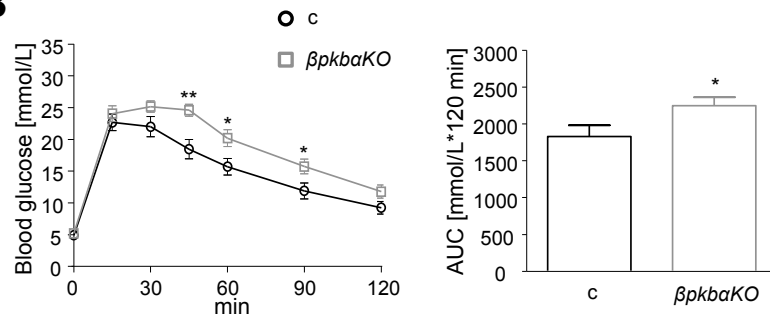 c
βpkbαKO
Blood glucose [mmol/L]
35
30
25
20
15
10
5
0
**
*
*
0 30 60 90 120
min
AUC [mmol/L*120 min]
3000
2500
2000
1500
1000
500
0
*
c βpkbαKO